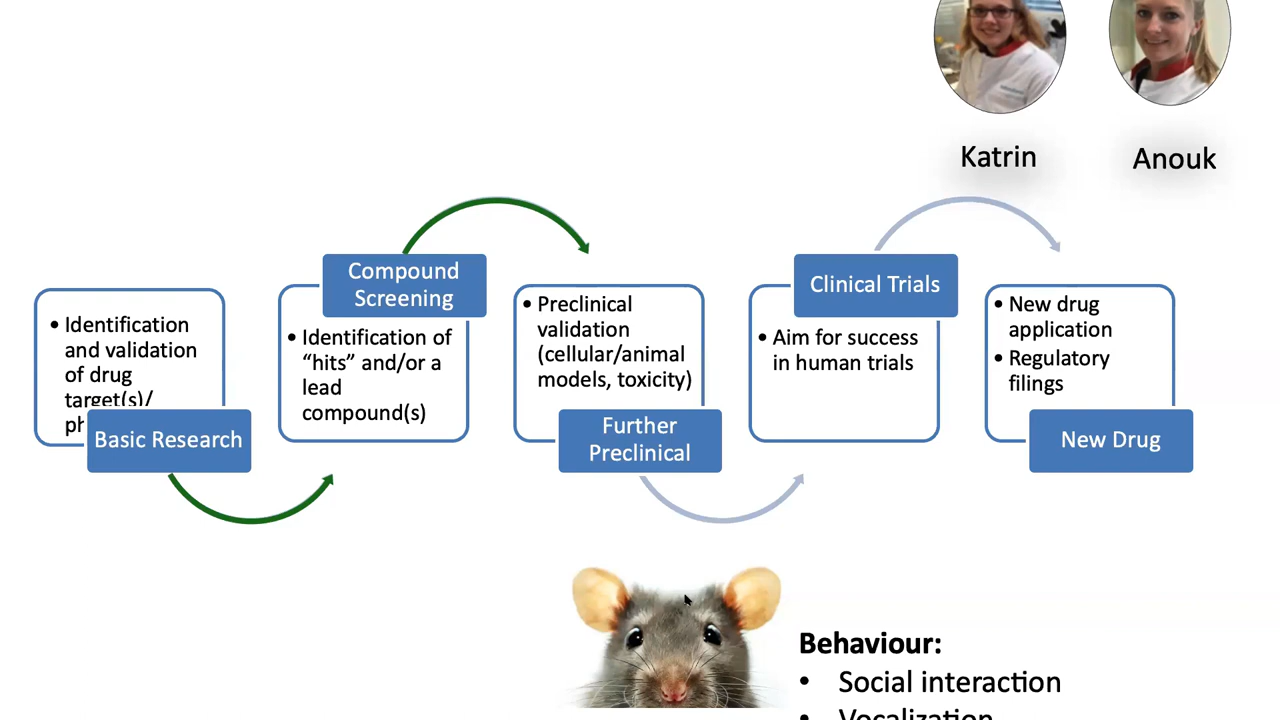 Katrin
Anouk
• Identification
and validation
of drug
target(s)/
ph
Basic Research
Compound
Screening
• Identification of
“hits” and/or a
lead
compound(s)
• Preclinical
validation
(cellular/animal
models, toxicity)
Further
Preclinical
Clinical Trials
• Aim for success
in human trials
• New drug
application
• Regulatory
filings
New Drug
Behaviour:
• Social interaction
• Vocalization